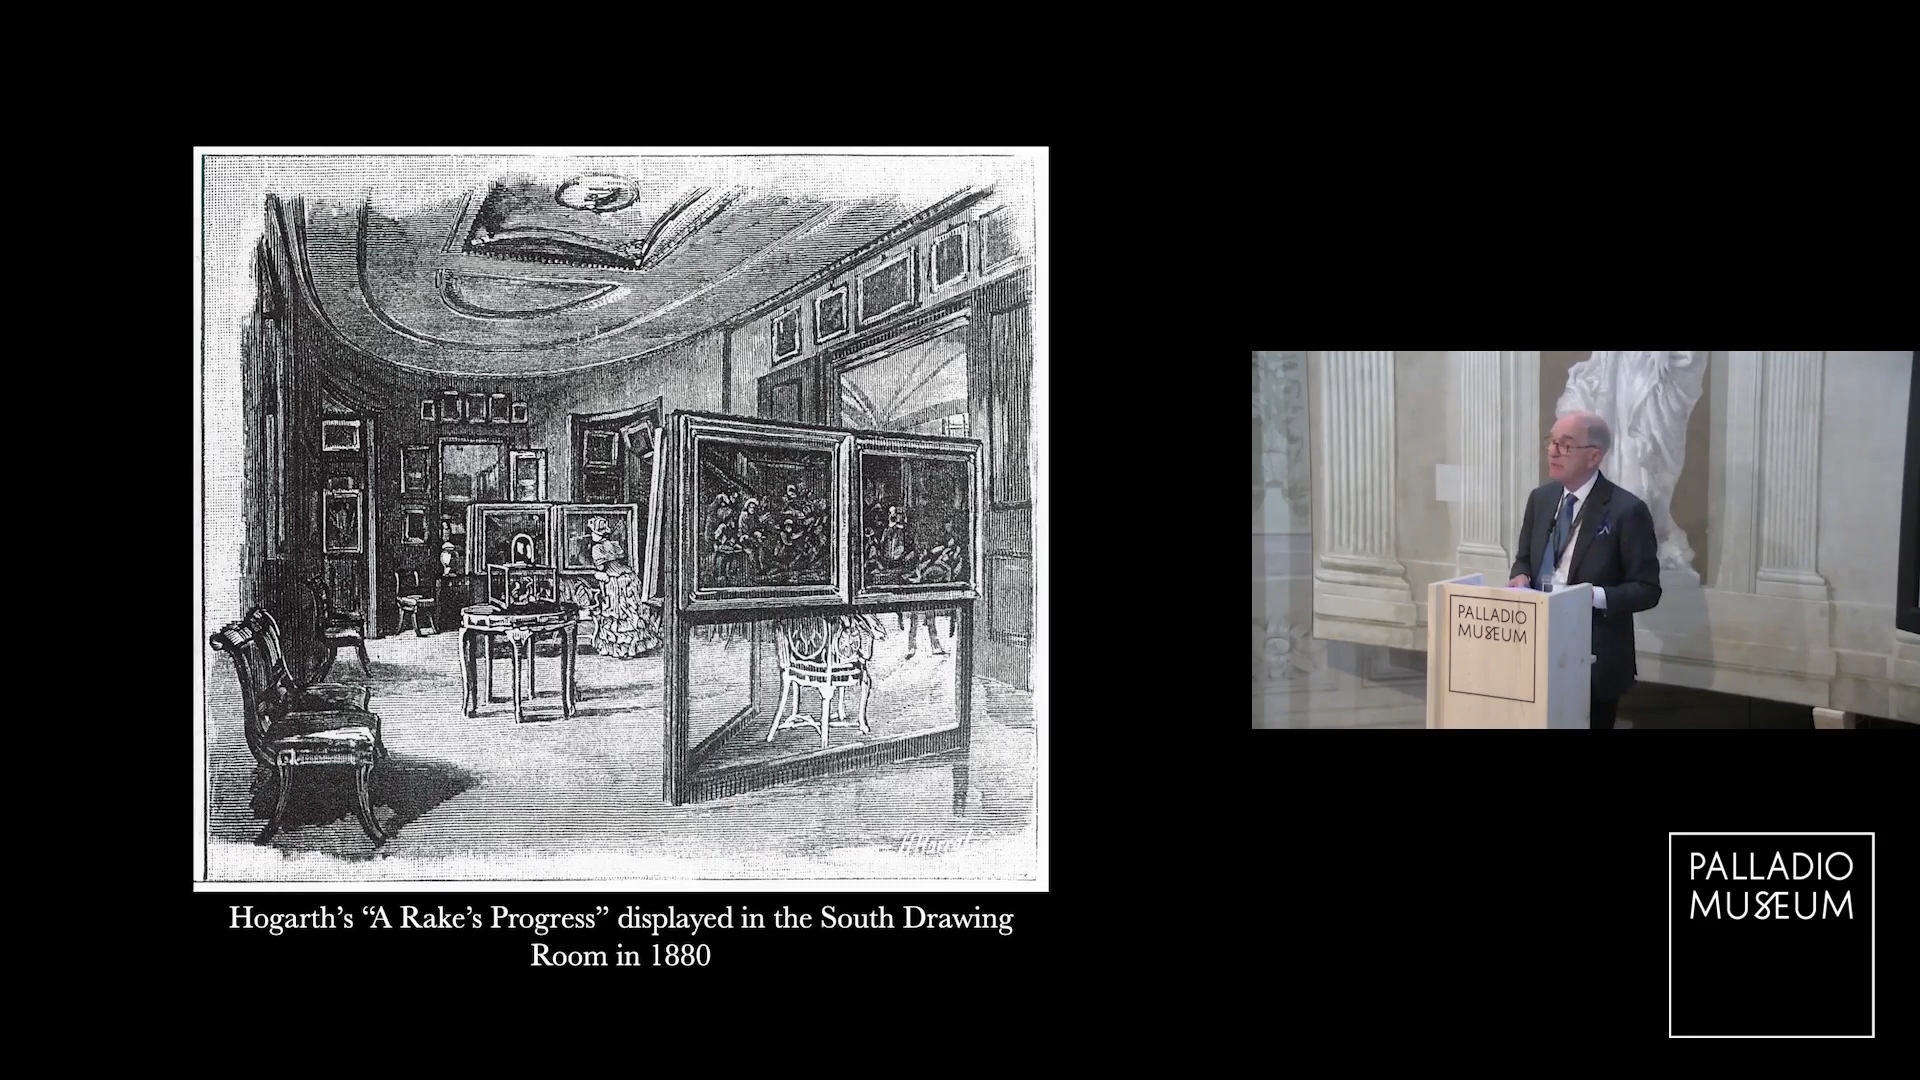 Hogarth’s “A Rake’s Progress” displayed in the South Drawing
Room in 1880
PALLADIO
MUSEUM
PALLADIO
MUSEUM